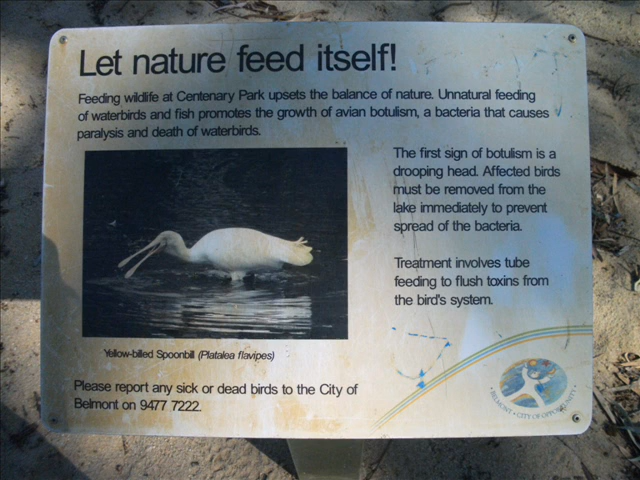 Let nature feed itself!
Feeding wildlife at Centenary Park upsets the balance of nature. Unnatural feeding
of waterbirds and fish promotes the growth of avian botulism, a bacteria that causes
paralysis and death of waterbirds.
The first sign of botulism is a
drooping head. Affected birds
must be removed from the
lake immediately to prevent
spread of the bacteria.
Treatment involves tube
feeding to flush toxins from
the bird's system.
Yellow-billed Spoonbill (Platalea flavipes)
Please report any sick or dead birds to the City of
Belmont on 9477 7222.
• BELMONT • CITY OF OPPORTUNITY •